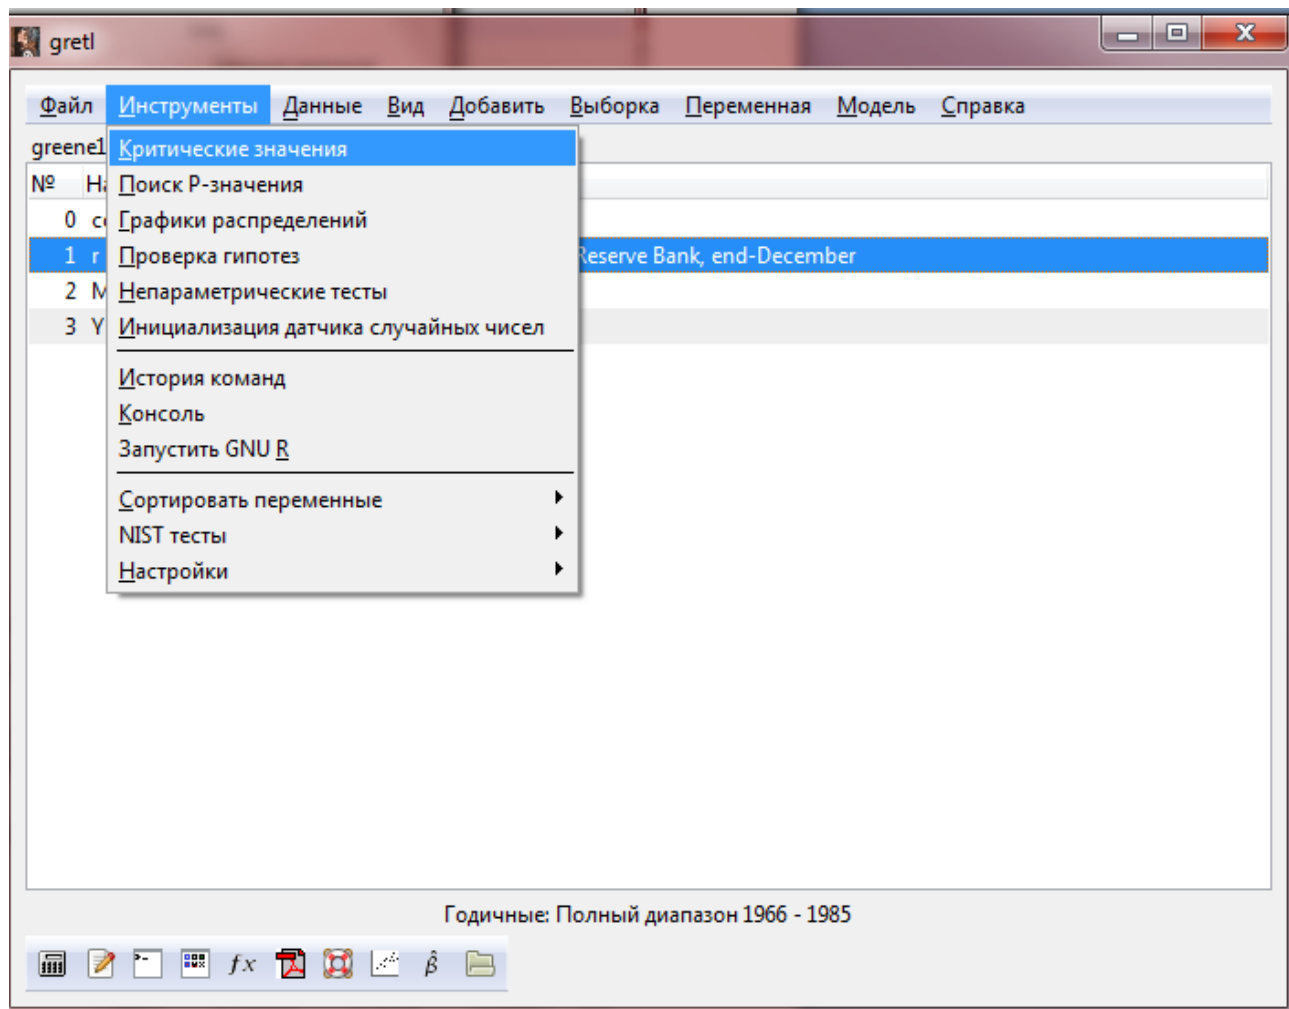 gretl
Файл Инструменты Данные Вид Добавить Выборка Переменная Модель Справка
greene1
Критические значения
№
Поиск P-значения
0
Графики распределений
1 r Проверка гипотез Reserve Bank, end-December
2 M Непараметрические тесты
3 Y Инициализация датчика случайных чисел
История команд
Консоль
Запустить GNU R
Сортировать переменные
NIST тесты
Настройки
Годичные: Полный диапазон 1966 - 1985
fx
β̂